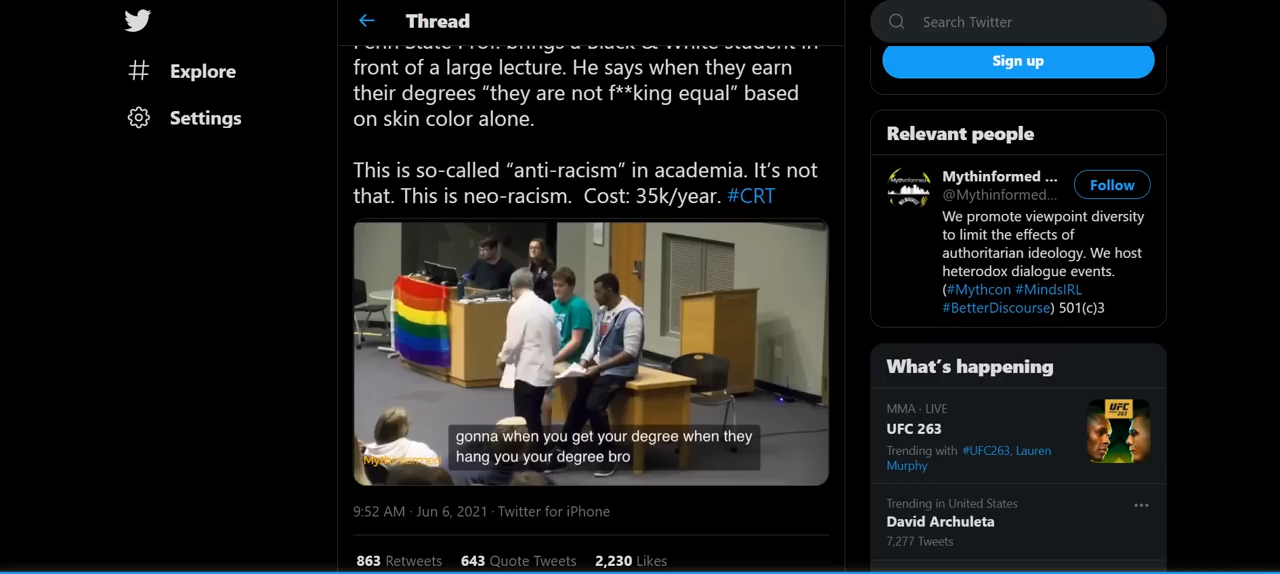 Thread
Search Twitter
Explore
Settings
Penn State Prof. brings a Black & White student in
front of a large lecture. He says when they earn
their degrees “they are not f**king equal” based
on skin color alone.
This is so-called “anti-racism” in academia. It’s not
that. This is neo-racism.  Cost: 35k/year. #CRT
gonna when you get your degree when they
hang you your degree bro
Mythinformed
9:52 AM · Jun 6, 2021 · Twitter for iPhone
863 Retweets 643 Quote Tweets 2,230 Likes
Sign up
Relevant people
Mythinformed ...
@Mythinformed...
Follow
We promote viewpoint diversity
to limit the effects of
authoritarian ideology. We host
heterodox dialogue events.
(#Mythcon #MindsIRL
#BetterDiscourse) 501(c)3
What’s happening
MMA · LIVE
UFC 263
Trending with #UFC263, Lauren
Murphy
UFC
263
Trending in United States
David Archuleta
7,277 Tweets